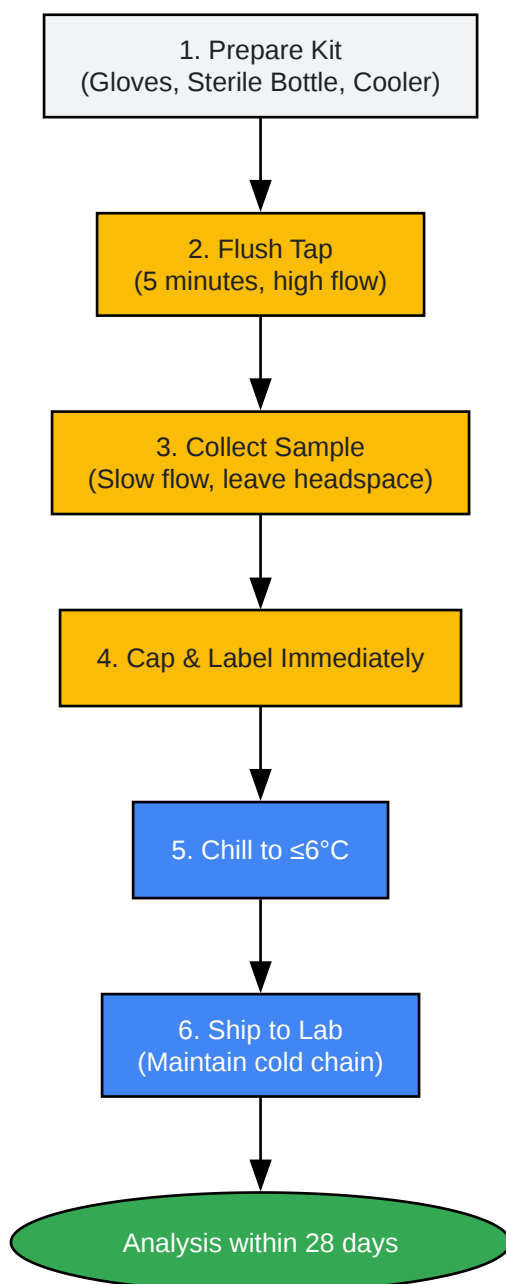 1. Prepare Kit
(Gloves, Sterile Bottle, Cooler)
2. Flush Tap
(5 minutes, high flow)
3. Collect Sample
(Slow flow, leave headspace)
4. Cap & Label Immediately
5. Chill to ≤6°C
6. Ship to Lab
(Maintain cold chain)
Analysis within 28 days